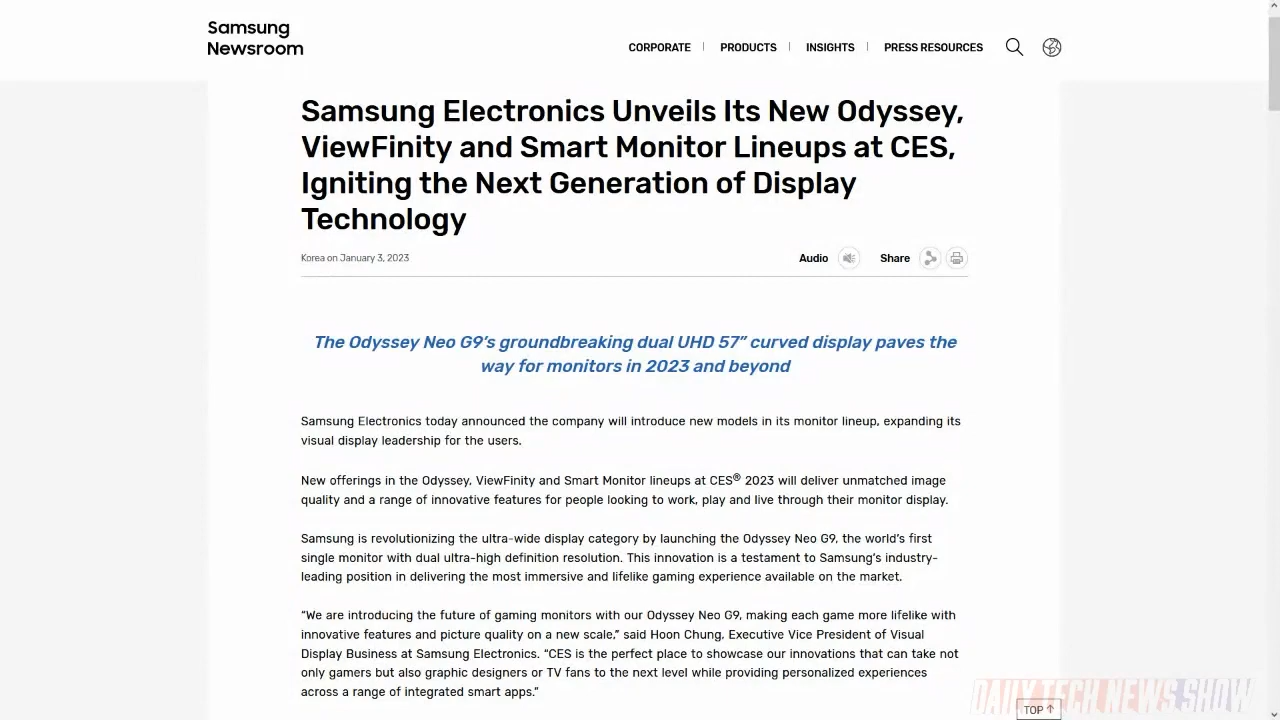 Samsung
Newsroom
CORPORATE
PRODUCTS
INSIGHTS
PRESS RESOURCES
Samsung Electronics Unveils Its New Odyssey,
ViewFinity and Smart Monitor Lineups at CES,
Igniting the Next Generation of Display
Technology
Korea on January 3, 2023
Audio
Share
The Odyssey Neo G9’s groundbreaking dual UHD 57” curved display paves the
way for monitors in 2023 and beyond
Samsung Electronics today announced the company will introduce new models in its monitor lineup, expanding its
visual display leadership for the users.
New offerings in the Odyssey, ViewFinity and Smart Monitor lineups at CES® 2023 will deliver unmatched image
quality and a range of innovative features for people looking to work, play and live through their monitor display.
Samsung is revolutionizing the ultra-wide display category by launching the Odyssey Neo G9, the world’s first
single monitor with dual ultra-high definition resolution. This innovation is a testament to Samsung’s industry-
leading position in delivering the most immersive and lifelike gaming experience available on the market.
“We are introducing the future of gaming monitors with our Odyssey Neo G9, making each game more lifelike with
innovative features and picture quality on a new scale,” said Hoon Chung, Executive Vice President of Visual
Display Business at Samsung Electronics. “CES is the perfect place to showcase our innovations that can take not
only gamers but also graphic designers or TV fans to the next level while providing personalized experiences
across a range of integrated smart apps.”
DAILY TECH NEWS SHOW
TOP ↑